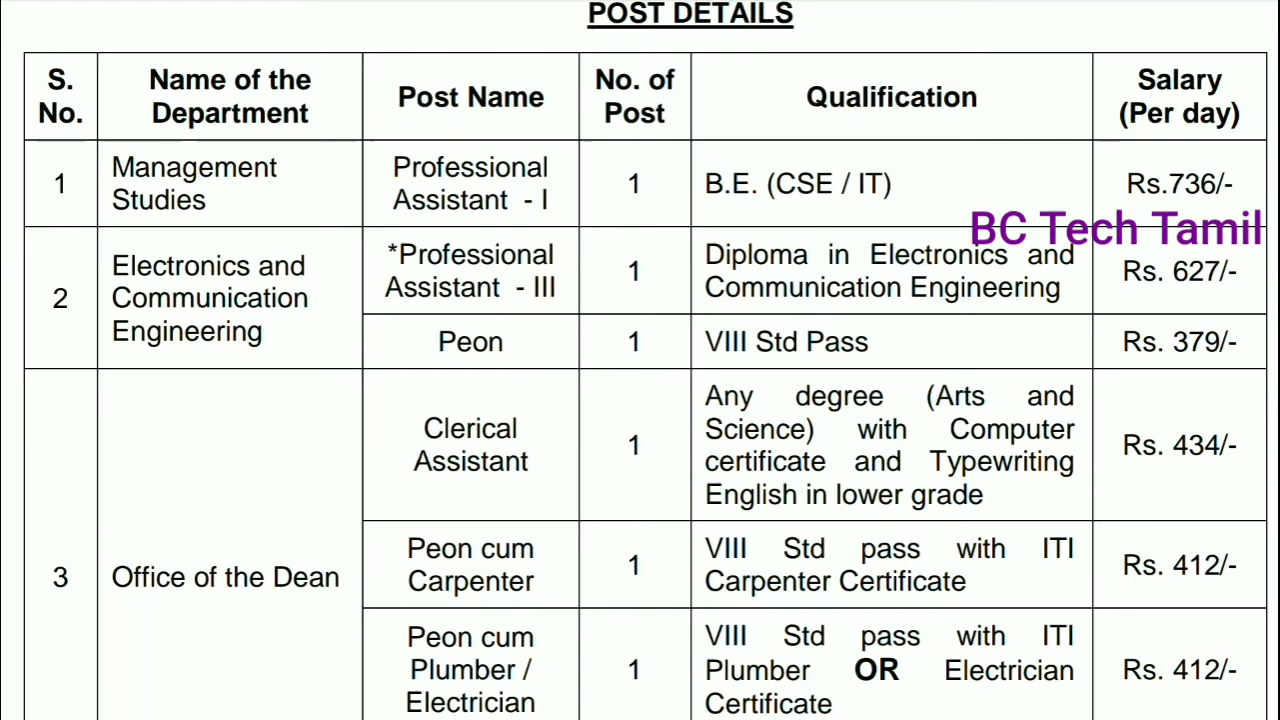 POST DETAILS
S. No.
Name of the Department
Post Name
No. of Post
Qualification
Salary (Per day)
1
Management Studies
Professional Assistant - I
1
B.E. (CSE / IT)
Rs.736/-
BC Tech Tamil
2
Electronics and Communication Engineering
*Professional Assistant - III
1
Diploma in Electronics and Communication Engineering
Rs. 627/-
Peon
1
VIII Std Pass
Rs. 379/-
3
Office of the Dean
Clerical Assistant
1
Any degree (Arts and Science) with Computer certificate and Typewriting English in lower grade
Rs. 434/-
Peon cum Carpenter
1
VIII Std pass with ITI Carpenter Certificate
Rs. 412/-
Peon cum Plumber / Electrician
1
VIII Std pass with ITI Plumber OR Electrician Certificate
Rs. 412/-